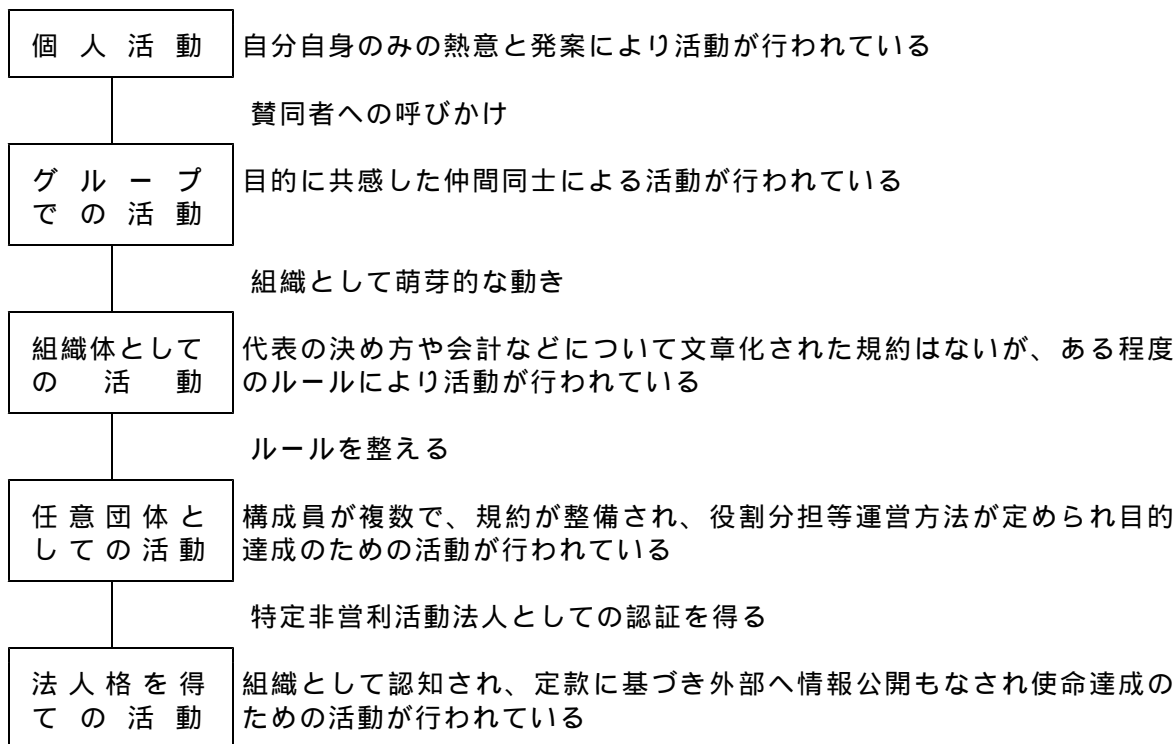 個人活動
自分自身のみの熱意と発案により活動が行われている
賛同者への呼びかけ
グループ
での活動
目的に共感した仲間同士による活動が行われている
組織として萌芽的な動き
組織体として
の活動
代表の決め方や会計などについて文章化された規約はないが、ある程度
のルールにより活動が行われている
ルールを整える
任意団体と
しての活動
構成員が複数で、規約が整備され、役割分担等運営方法が定められ目的
達成のための活動が行われている
特定非営利活動法人としての認証を得る
法人格を得
ての活動
組織として認知され、定款に基づき外部へ情報公開もなされ使命達成の
ための活動が行われている